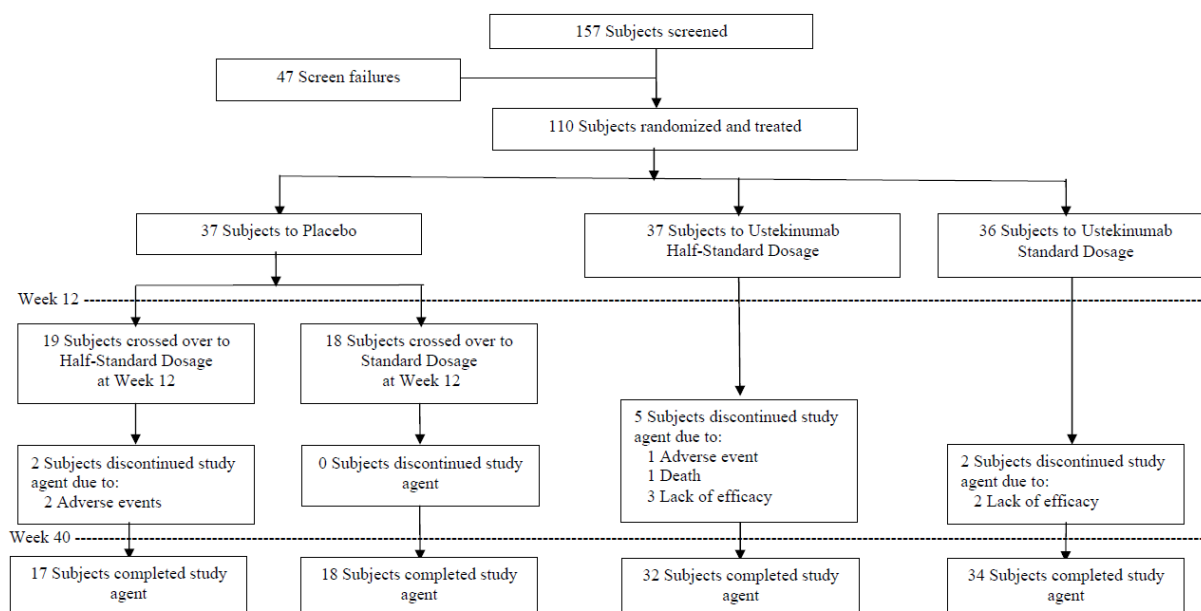 157 Subjects screened
47 Screen failures
110 Subjects randomized and treated
37 Subjects to Placebo
37 Subjects to Ustekinumab
Half-Standard Dosage
36 Subjects to Ustekinumab
Standard Dosage
Week 12
19 Subjects crossed over to
Half-Standard Dosage
at Week 12
18 Subjects crossed over to
Standard Dosage
at Week 12
2 Subjects discontinued study
agent due to:
2 Adverse events
0 Subjects discontinued study
agent
5 Subjects discontinued study
agent due to:
1 Adverse event
1 Death
3 Lack of efficacy
2 Subjects discontinued study
agent due to:
2 Lack of efficacy
Week 40
17 Subjects completed study
agent
18 Subjects completed study
agent
32 Subjects completed study
agent
34 Subjects completed study
agent